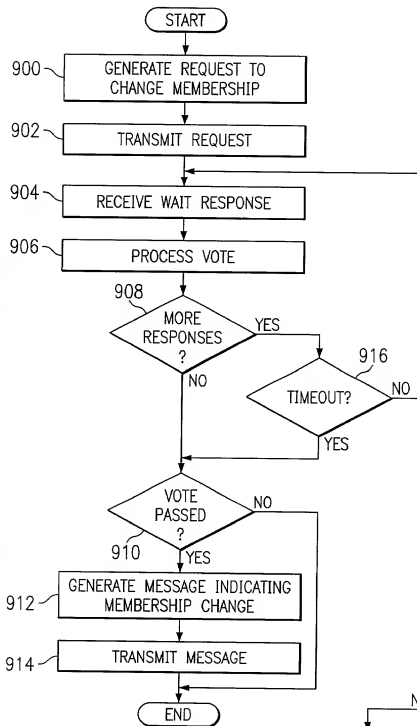 START
900
GENERATE REQUEST TO
CHANGE MEMBERSHIP
902
TRANSMIT REQUEST
904
RECEIVE WAIT RESPONSE
906
PROCESS VOTE
908
MORE
RESPONSES
?
YES
NO
916
TIMEOUT?
NO
YES
VOTE
PASSED
?
910
NO
YES
912
GENERATE MESSAGE INDICATING
MEMBERSHIP CHANGE
914
TRANSMIT MESSAGE
END
N